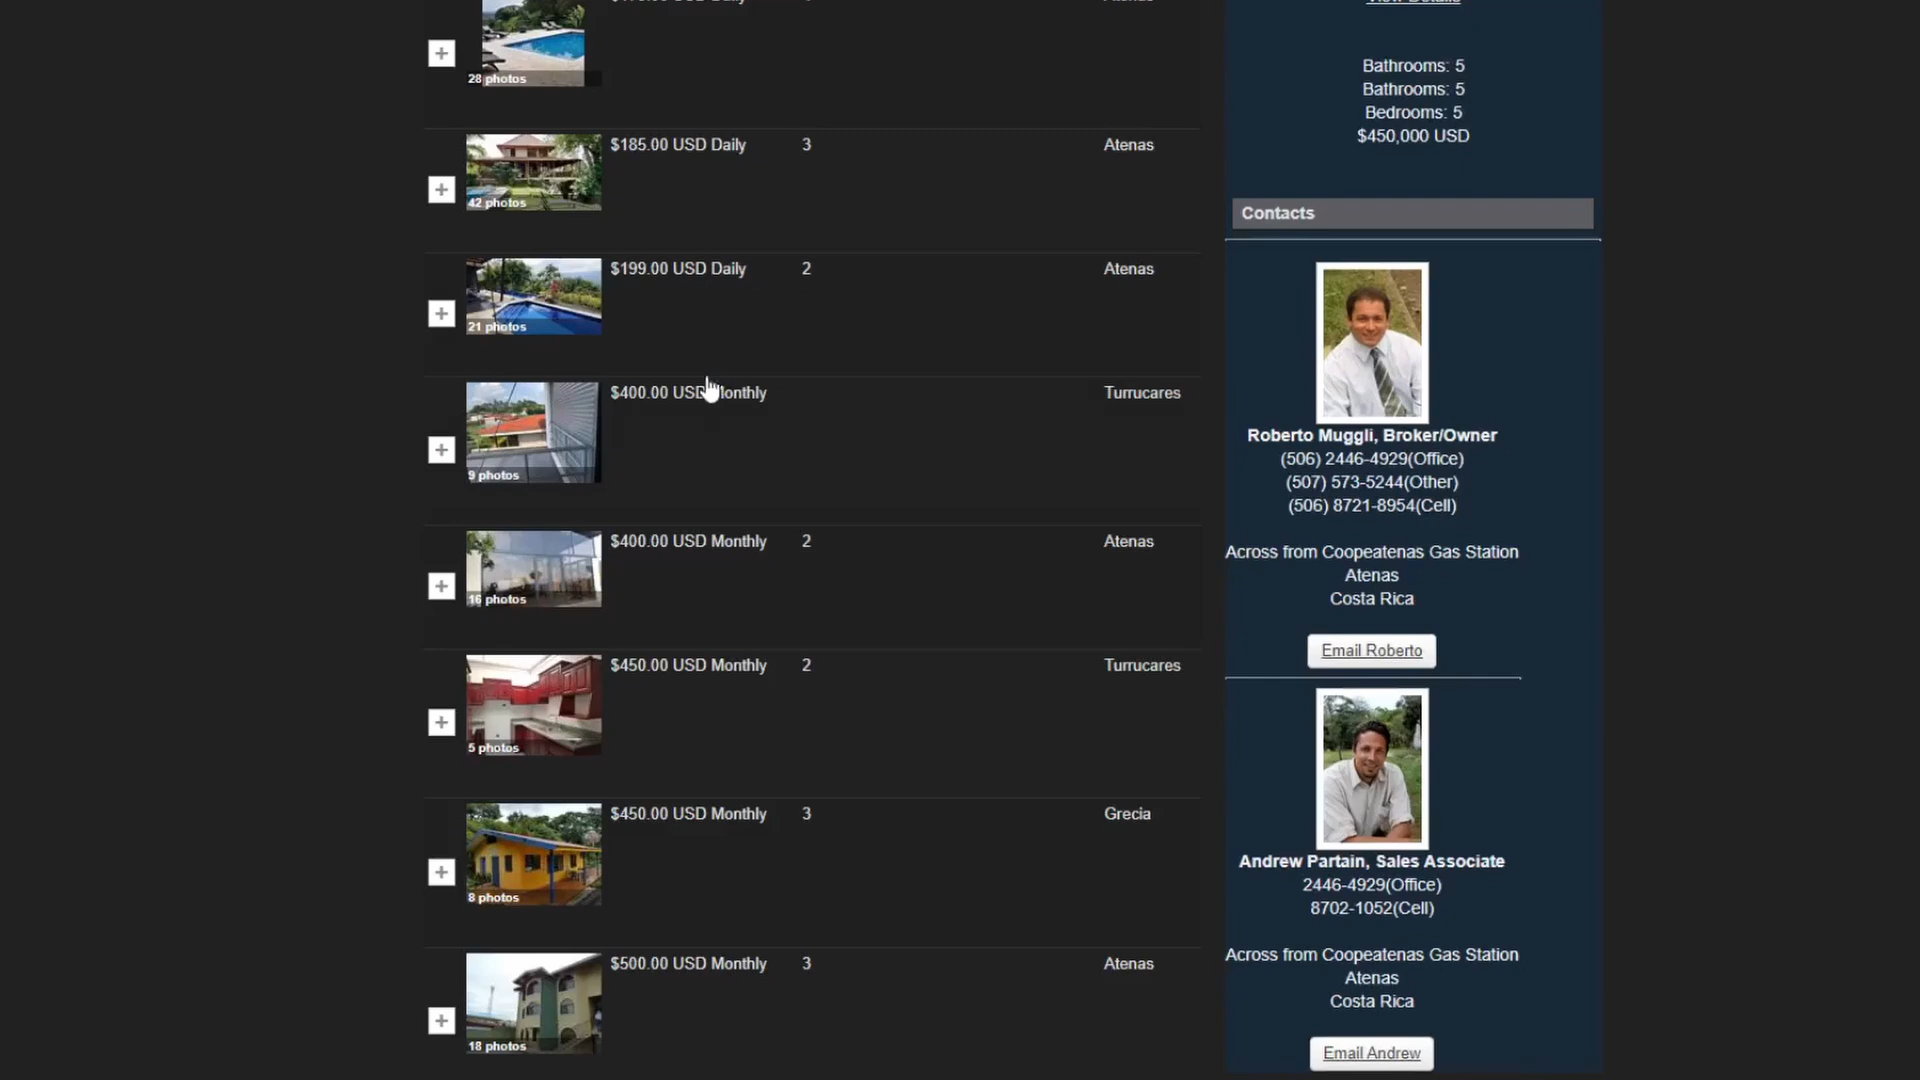 28 photos
$185.00 USD Daily 3 Atenas
42 photos
$199.00 USD Daily 2 Atenas
21 photos
$400.00 USD Monthly Turrucares
9 photos
$400.00 USD Monthly 2 Atenas
16 photos
$450.00 USD Monthly 2 Turrucares
5 photos
$450.00 USD Monthly 3 Grecia
8 photos
$500.00 USD Monthly 3 Atenas
18 photos
View Details
Bathrooms: 5
Bathrooms: 5
Bedrooms: 5
$450,000 USD
Contacts
Roberto Muggli, Broker/Owner
(506) 2446-4929(Office)
(507) 573-5244(Other)
(506) 8721-8954(Cell)
Across from Coopeatenas Gas Station
Atenas
Costa Rica
Email Roberto
Andrew Partain, Sales Associate
2446-4929(Office)
8702-1052(Cell)
Across from Coopeatenas Gas Station
Atenas
Costa Rica
Email Andrew